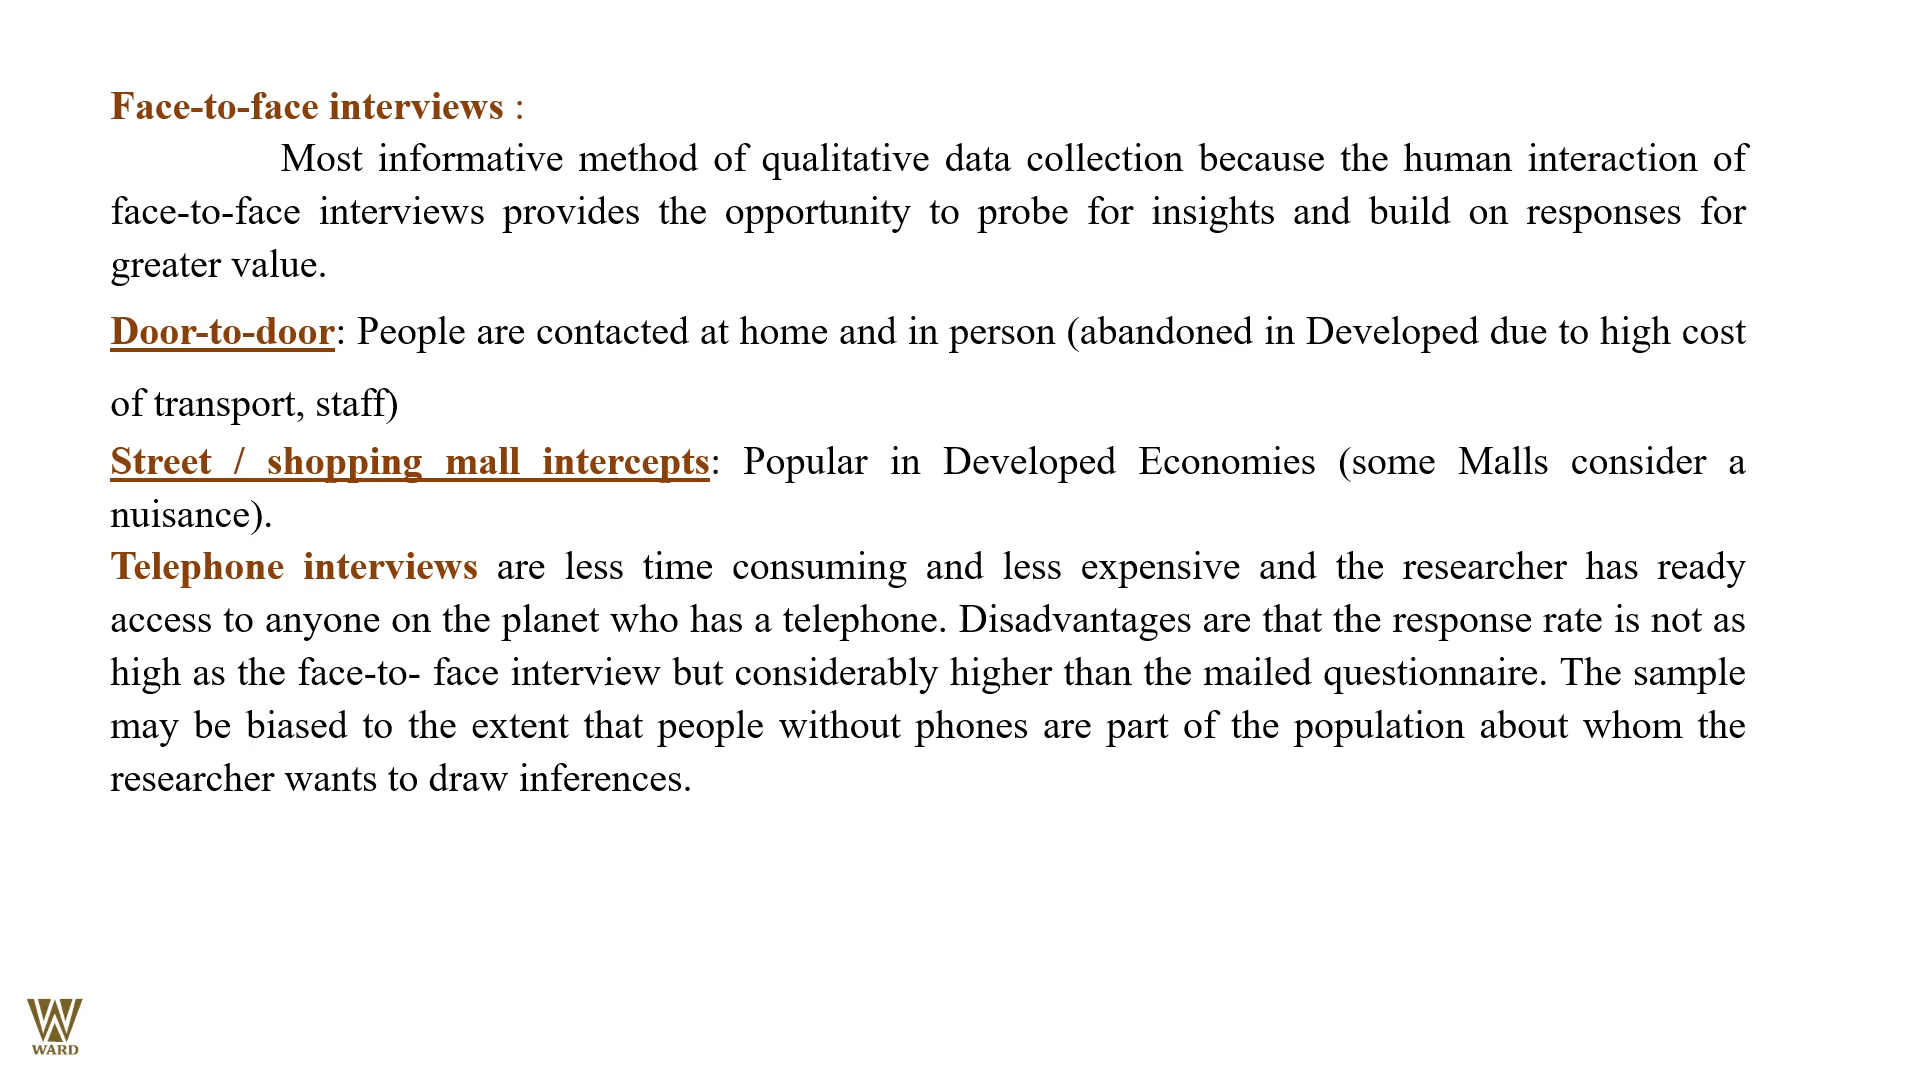 Face-to-face interviews :
Most informative method of qualitative data collection because the human interaction of
face-to-face interviews provides the opportunity to probe for insights and build on responses for
greater value.
Door-to-door: People are contacted at home and in person (abandoned in Developed due to high cost
of transport, staff)
Street / shopping mall intercepts: Popular in Developed Economies (some Malls consider a
nuisance).
Telephone interviews are less time consuming and less expensive and the researcher has ready
access to anyone on the planet who has a telephone. Disadvantages are that the response rate is not as
high as the face-to- face interview but considerably higher than the mailed questionnaire. The sample
may be biased to the extent that people without phones are part of the population about whom the
researcher wants to draw inferences.
WARD